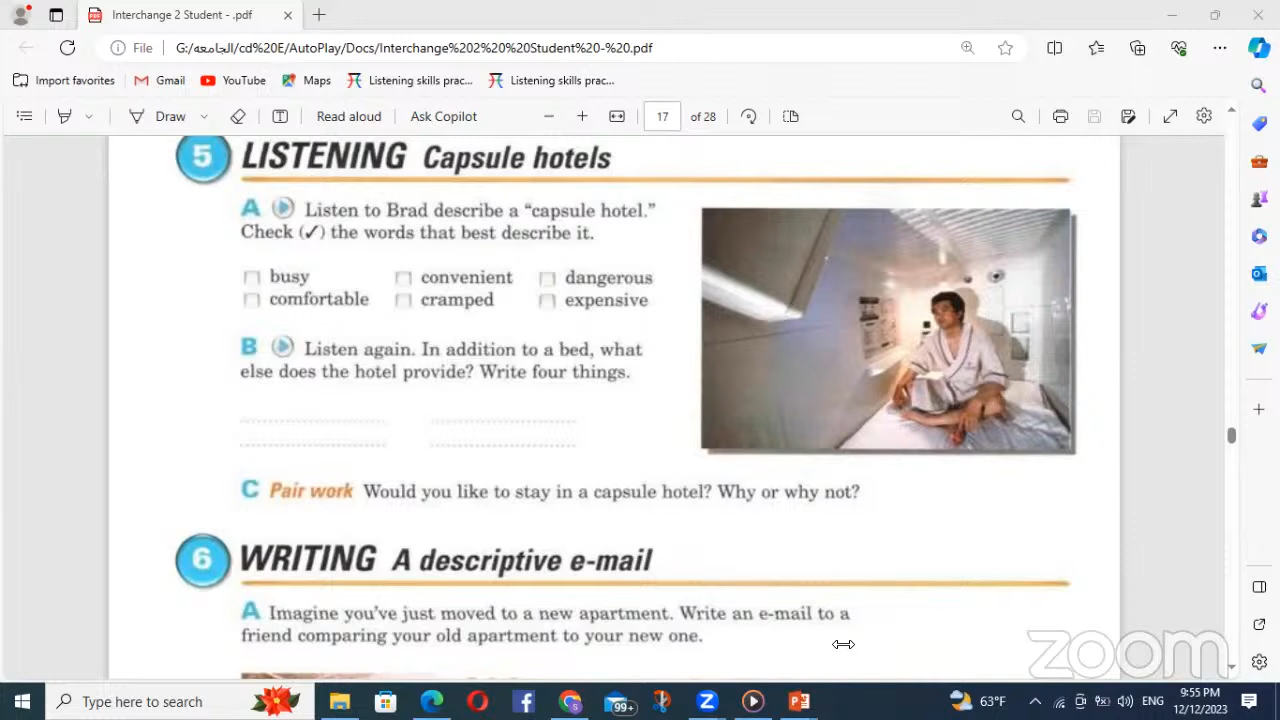 Interchange 2 Student - .pdf
File
G:/الجامعه/cd%20E/AutoPlay/Docs/Interchange%202%20%20Student%20-%20.pdf
Import favorites
Gmail
YouTube
Maps
Listening skills prac...
Listening skills prac...
Draw
Read aloud
Ask Copilot
17
of 28
5 LISTENING Capsule hotels
A Listen to Brad describe a “capsule hotel.”
Check (✓) the words that best describe it.
busy convenient dangerous
comfortable cramped expensive
B Listen again. In addition to a bed, what
else does the hotel provide? Write four things.
C Pair work Would you like to stay in a capsule hotel? Why or why not?
6 WRITING A descriptive e-mail
A Imagine you've just moved to a new apartment. Write an e-mail to a
friend comparing your old apartment to your new one.
zoom
Type here to search
99+
63°F
ENG
9:55 PM
12/12/2023